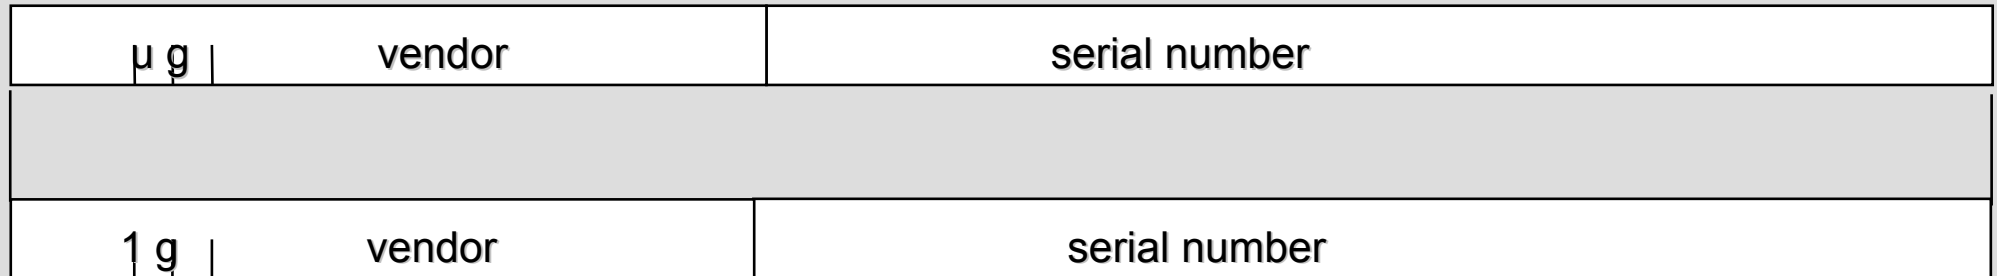 μ g vendor serial number
1 g vendor serial number